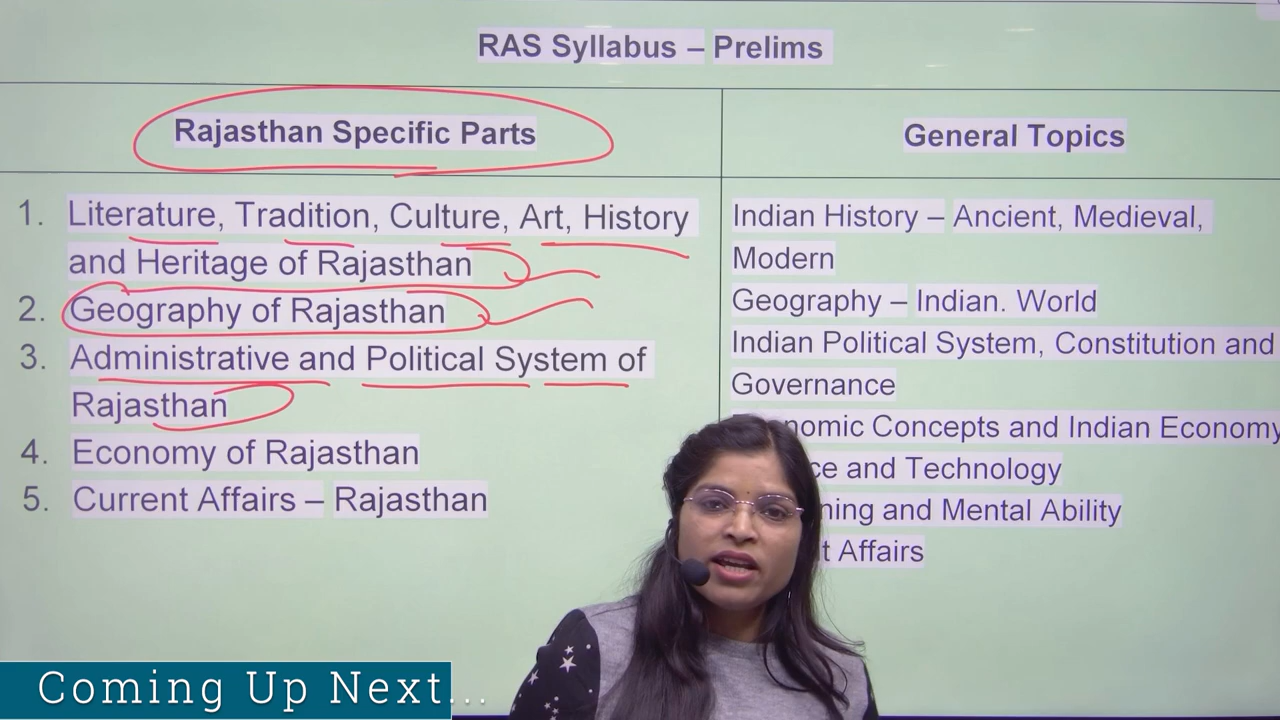 RAS Syllabus – Prelims
Rajasthan Specific Parts
General Topics
1. Literature, Tradition, Culture, Art, History
and Heritage of Rajasthan
2. Geography of Rajasthan
3. Administrative and Political System of
Rajasthan
4. Economy of Rajasthan
5. Current Affairs – Rajasthan
Indian History – Ancient, Medieval,
Modern
Geography – Indian. World
Indian Political System, Constitution and
Governance
Concepts and Indian Economy
and Technology
and Mental Ability
Affairs
Coming Up Next...